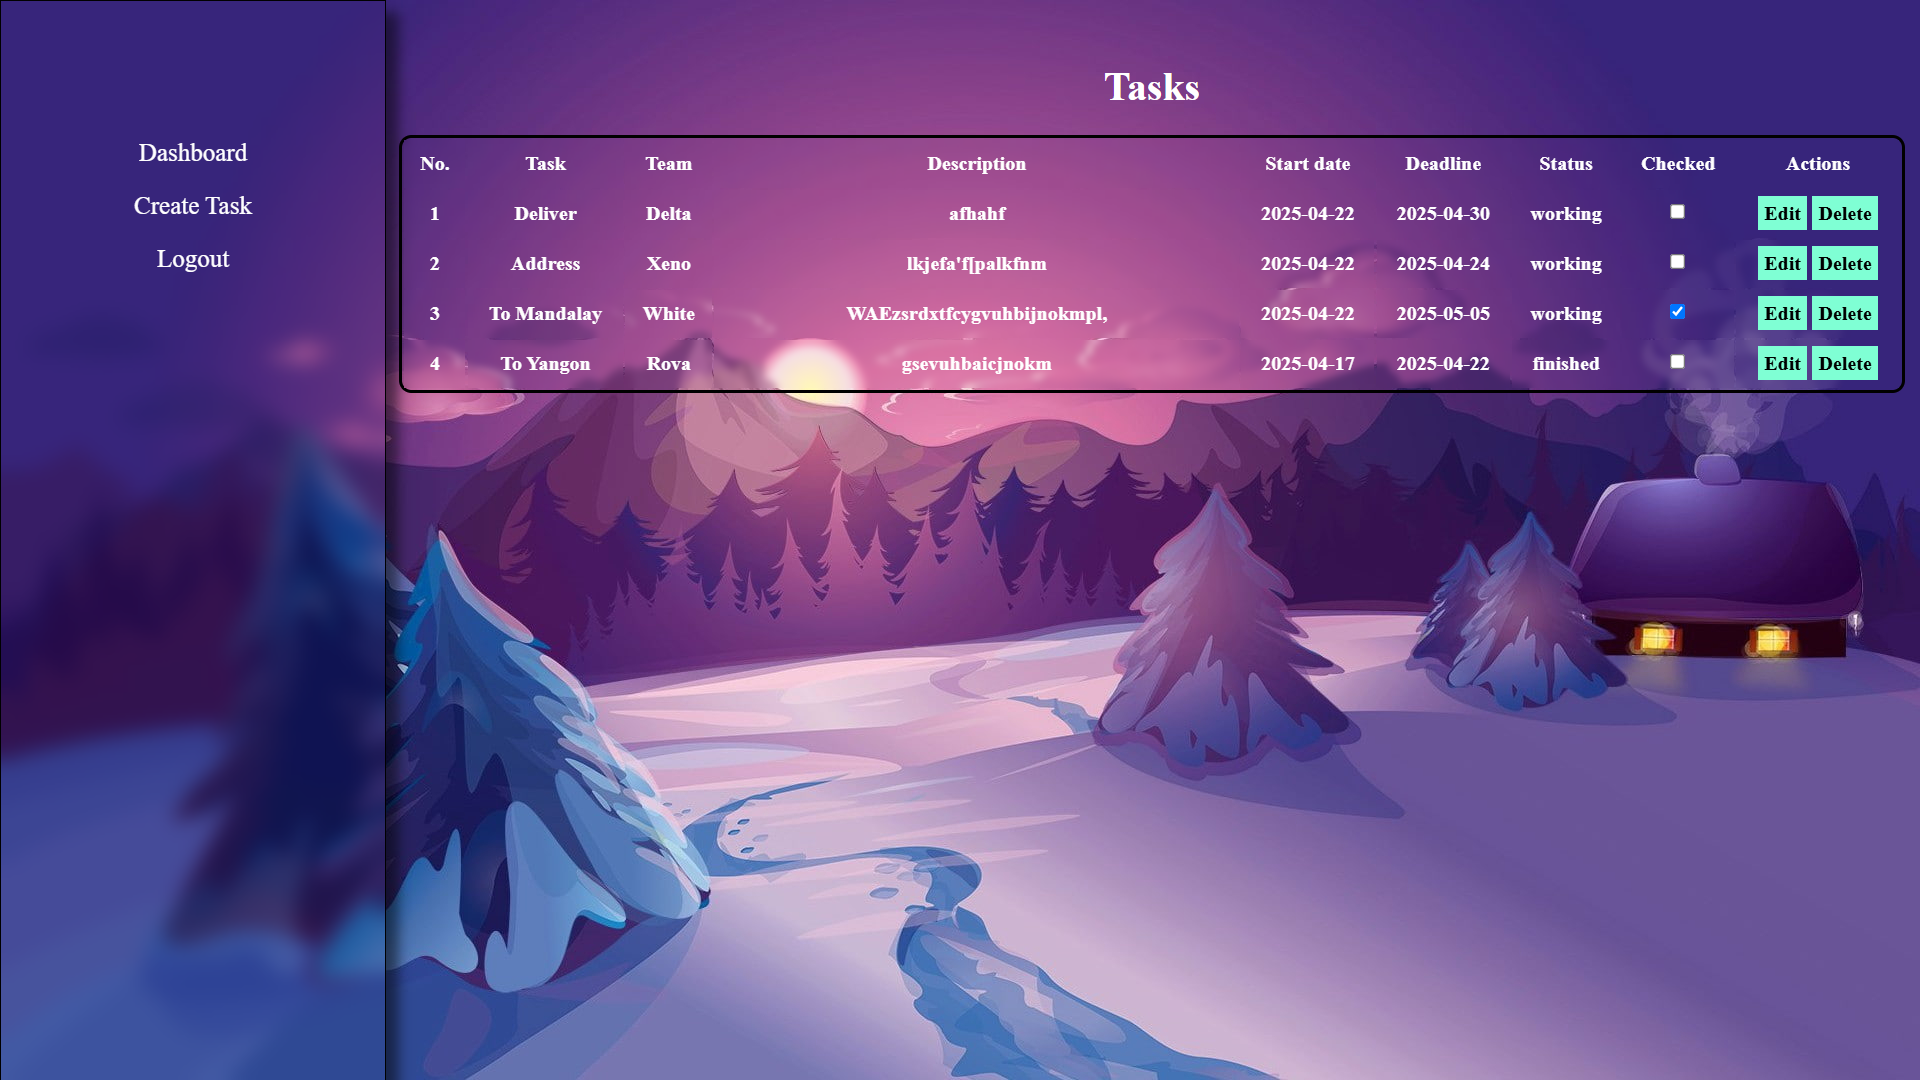 Dashboard
Create Task
Logout
Tasks
No. Task Team Description Start date Deadline Status Checked Actions
1 Deliver Delta afhahf 2025-04-22 2025-04-30 working Edit Delete
2 Address Xeno lkjefa'f[palkfnm 2025-04-22 2025-04-24 working Edit Delete
3 To Mandalay White WAEzsrdxtfcygvuhbijnokmpl, 2025-04-22 2025-05-05 working Edit Delete
4 To Yangon Rova gsevuhbaicjnokm 2025-04-17 2025-04-22 finished Edit Delete